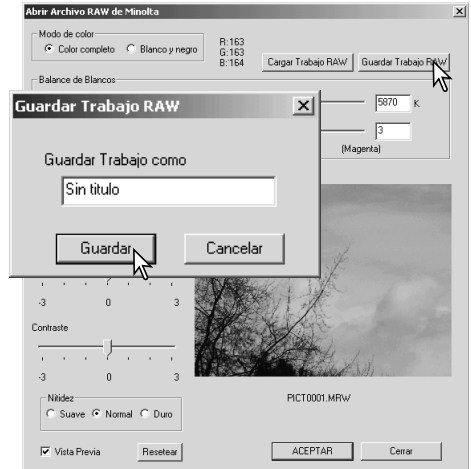 Abrir Archivo RAW de Minolta
Modo de color
Color completo Blanco y negro
R:163
G:163
B:164
Cargar Trabajo RAW Guardar Trabajo RAW
Balance de Blancos
5870 K
3
(Magenta)
Guardar Trabajo RAW
Guardar Trabajo como
Sin titulo
Guardar Cancelar
-3 0 3
Contraste
-3 0 3
Nitidez
Suave Normal Duro
PICT0001.MRW
Vista Previa Resetear ACEPTAR Cerrar